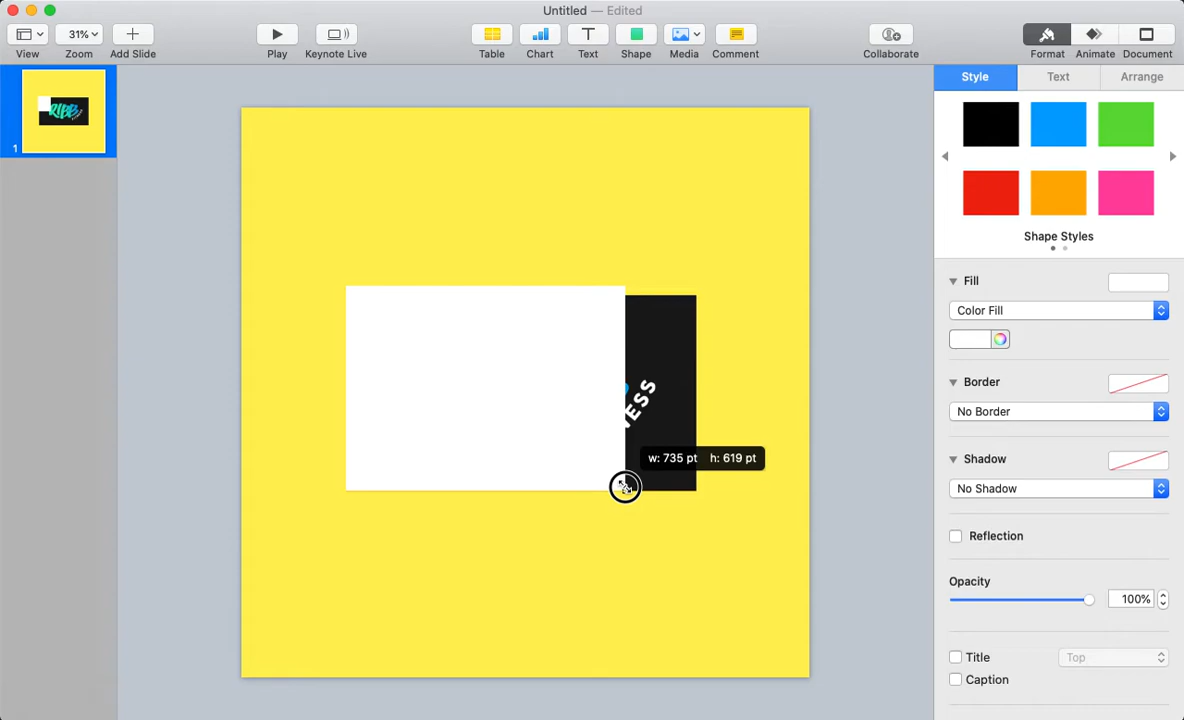 Untitled — Edited
31%
View
Zoom
Add Slide
Play
Keynote Live
Table
Chart
Text
Shape
Media
Comment
Collaborate
Format
Animate
Document
1
Style
Text
Arrange
Shape Styles
Fill
Color Fill
Border
No Border
Shadow
No Shadow
Reflection
Opacity
100%
Title
Top
Caption
ESS
w: 735 pt h: 619 pt